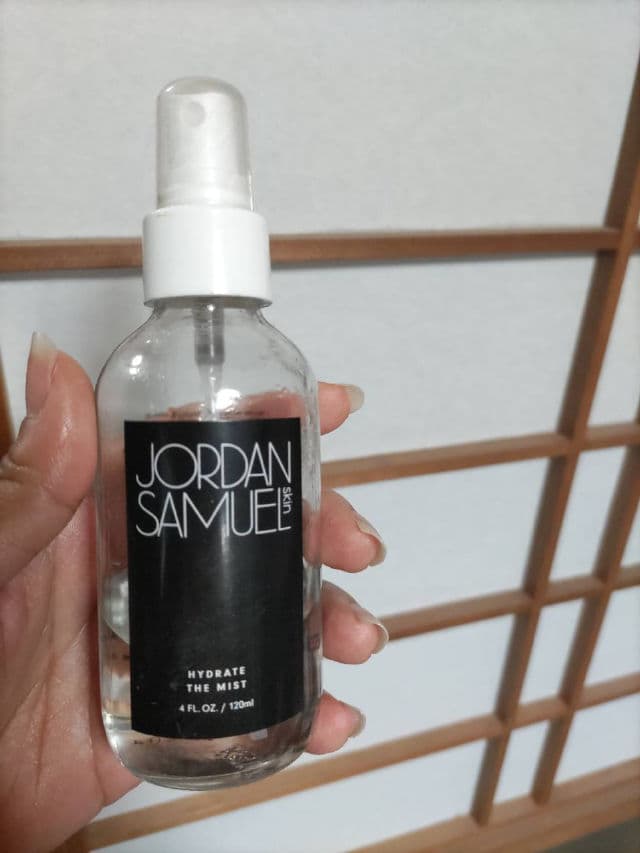 JORDAN
SAMUEL skin
HYDRATE
THE MIST
4 FL. OZ. / 120ml